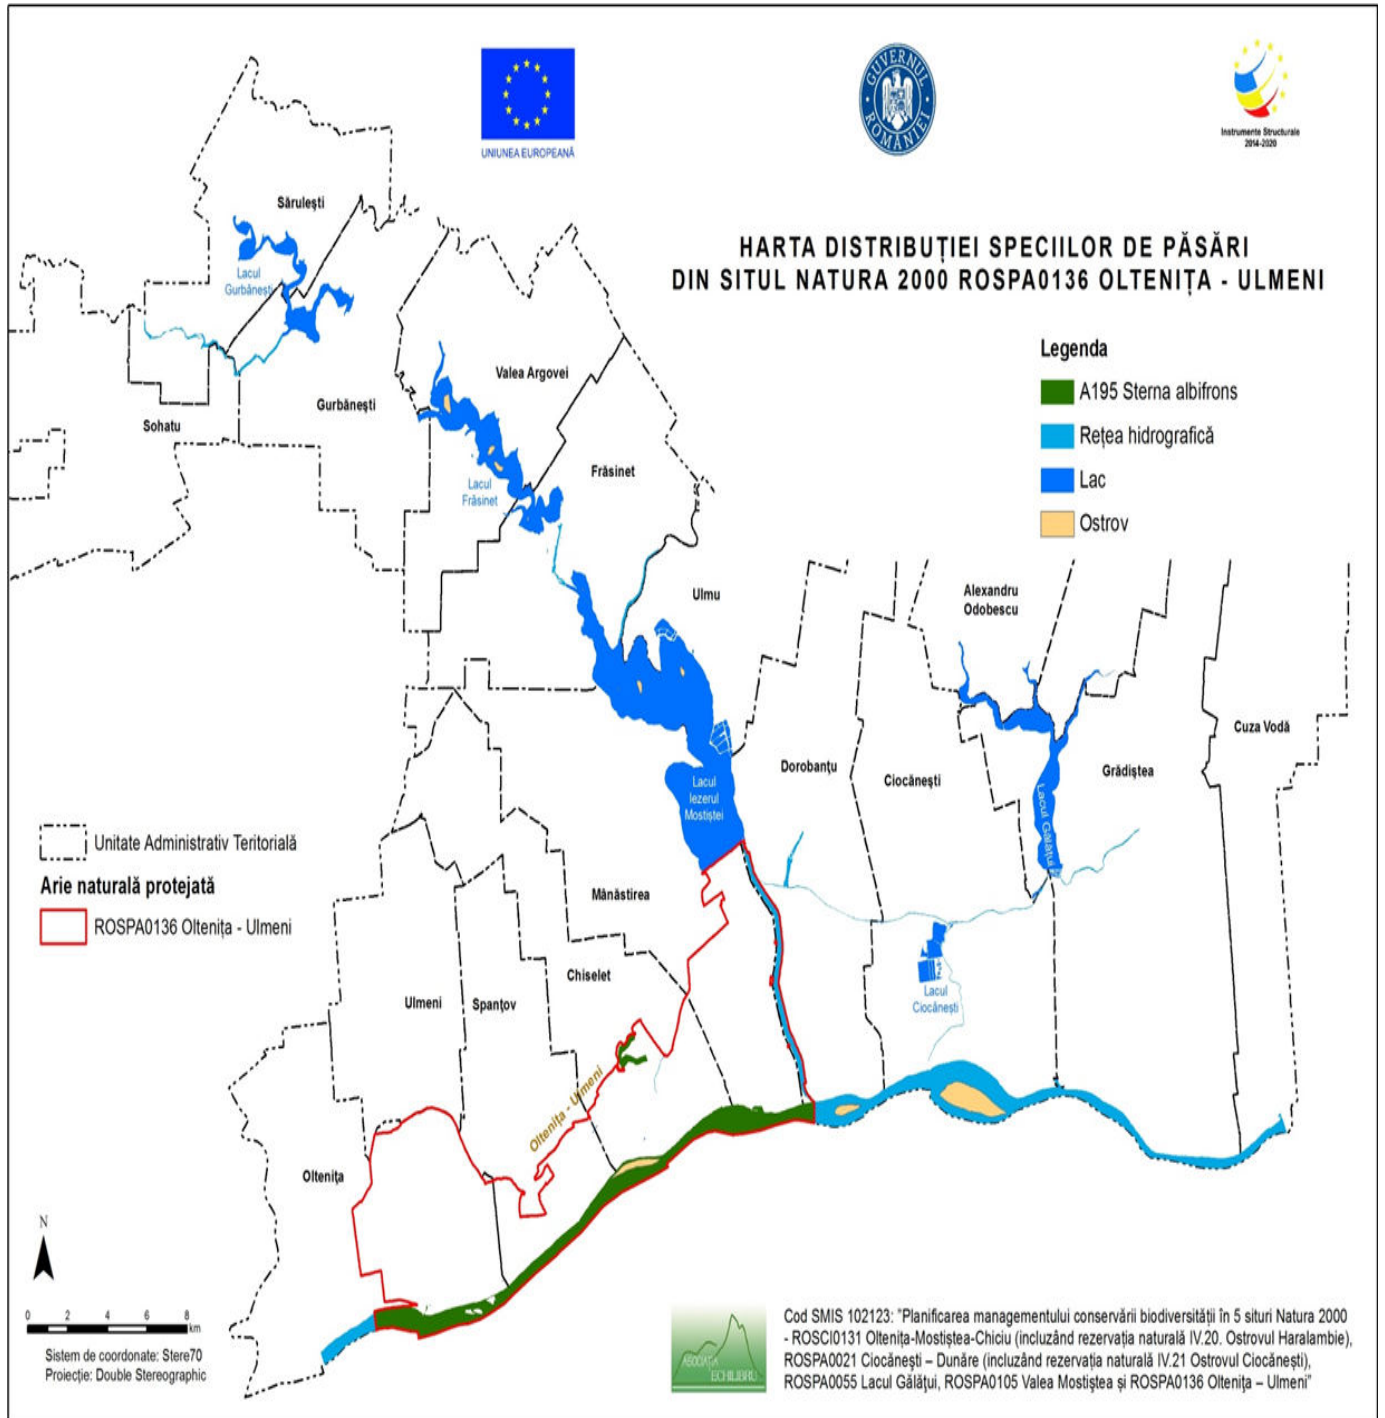 UNIUNEA EUROPEANĂ
GUVERNUL ROMÂNIEI
Instrumente Structurale
2014-2020
HARTA DISTRIBUȚIEI SPECIILOR DE PĂSĂRI
DIN SITUL NATURA 2000 ROSPA0136 OLTENIȚA - ULMENI
Legenda
A195 Sterna albifrons
Rețea hidrografică
Lac
Ostrov
Sărulești
Lacul
Gurbănești
Sohatu
Gurbănești
Valea Argovei
Lacul
Frăsinet
Frăsinet
Ulmu
Alexandru
Odobescu
Lacul
Iezerul
Mostiștei
Dorobanțu
Ciocănești
Grădiștea
Cuza Vodă
Lacul Gălățui
Unitate Administrativ Teritorială
Arie naturală protejată
ROSPA0136 Oltenița - Ulmeni
Mănăstirea
Chiselet
Ulmeni
Spanțov
Lacul
Ciocănești
Oltenița - Ulmeni
Oltenița
N
0 2 4 6 8
km
Sistem de coordonate: Stere70
Proiecție: Double Stereographic
ASOCIAȚIA
ECHILIBRU
Cod SMIS 102123: "Planificarea managementului conservării biodiversității în 5 situri Natura 2000
- ROSCI0131 Oltenița-Mostiștea-Chiciu (incluzând rezervația naturală IV.20. Ostrovul Haralambie),
ROSPA0021 Ciocănești – Dunăre (incluzând rezervația naturală IV.21 Ostrovul Ciocănești),
ROSPA0055 Lacul Gălățui, ROSPA0105 Valea Mostiștea și ROSPA0136 Oltenița – Ulmeni"